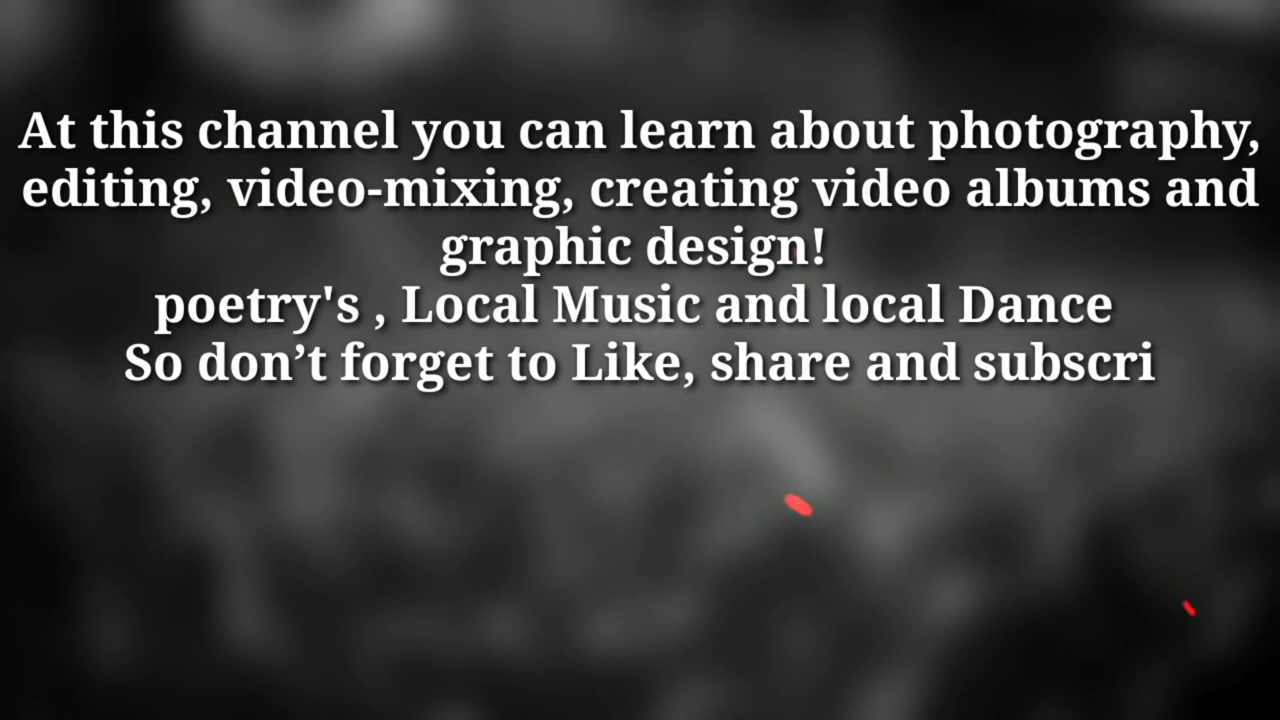 At this channel you can learn about photography,
editing, video-mixing, creating video albums and
graphic design!
poetry's , Local Music and local Dance
So don’t forget to Like, share and subscri